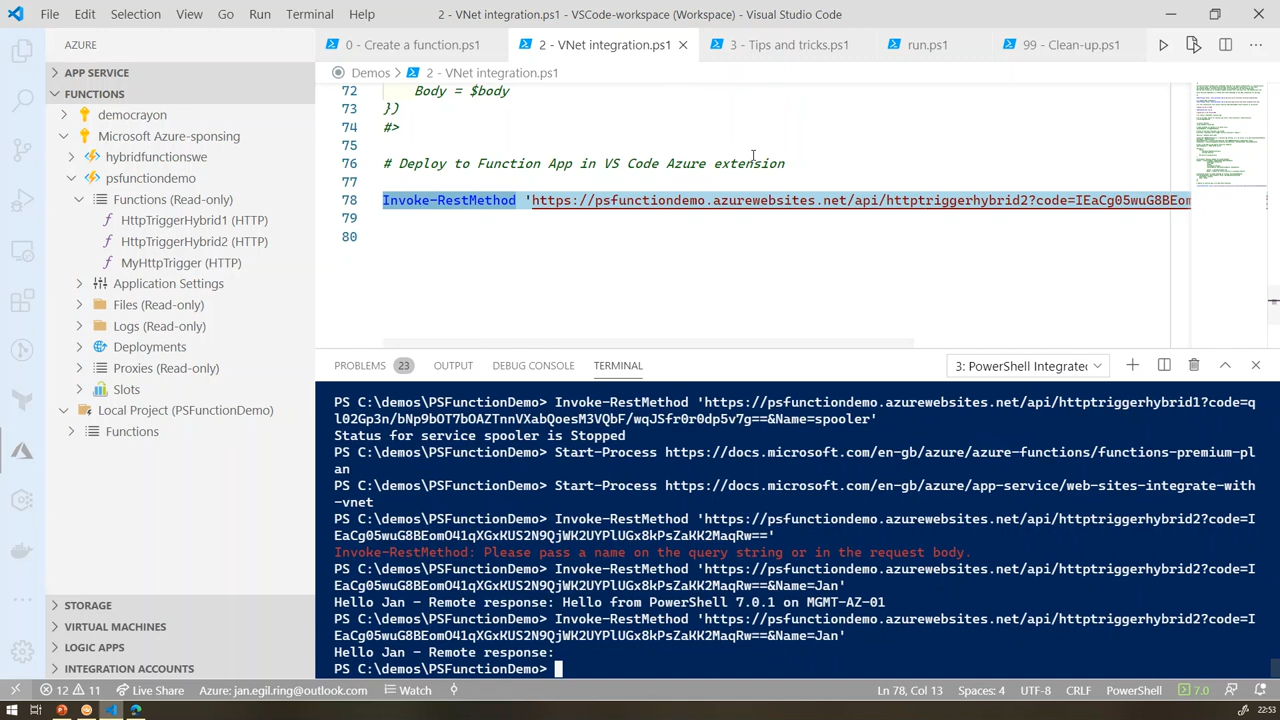 File Edit Selection View Go Run Terminal Help 2 - VNet integration.ps1 - VSCode-workspace (Workspace) - Visual Studio Code
AZURE
0 - Create a function.ps1 2 - VNet integration.ps1 3 - Tips and tricks.ps1 run.ps1 99 - Clean-up.ps1
Demos > 2 - VNet integration.ps1
APP SERVICE
FUNCTIONS
democrayon
Microsoft Azure-sponsing
hybridfunctionswe
psfunctiondemo
Functions (Read-only)
HttpTriggerHybrid1 (HTTP)
HttpTriggerHybrid2 (HTTP)
MyHttpTrigger (HTTP)
Application Settings
Files (Read-only)
Logs (Read-only)
Deployments
Proxies (Read-only)
Slots
Local Project (PSFunctionDemo)
Functions
STORAGE
VIRTUAL MACHINES
LOGIC APPS
INTEGRATION ACCOUNTS
72 Body = $body
73 })
74 #>
75
76 # Deploy to Function App in VS Code Azure extension
77
78 Invoke-RestMethod 'https://psfunctiondemo.azurewebsites.net/api/httptriggerhybrid2?code=IEaCg05wuG8BEom
79
80
PROBLEMS 23 OUTPUT DEBUG CONSOLE TERMINAL 3: PowerShell Integrated
PS C:\demos\PSFunctionDemo> Invoke-RestMethod 'https://psfunctiondemo.azurewebsites.net/api/httptriggerhybrid1?code=q
l02Gp3n/bNp9bOT7bOAZTnnVXabQoesM3VQbF/wqJSfr0r0dp5v7g==&Name=spooler'
Status for service spooler is Stopped
PS C:\demos\PSFunctionDemo> Start-Process https://docs.microsoft.com/en-gb/azure/azure-functions/functions-premium-pl
an
PS C:\demos\PSFunctionDemo> Start-Process https://docs.microsoft.com/en-gb/azure/app-service/web-sites-integrate-with
-vnet
PS C:\demos\PSFunctionDemo> Invoke-RestMethod 'https://psfunctiondemo.azurewebsites.net/api/httptriggerhybrid2?code=I
EaCg05wuG8BEomO41qXGxKUS2N9QjWK2UYPlUGx8kPsZaKK2MaqRw=='
Invoke-RestMethod: Please pass a name on the query string or in the request body.
PS C:\demos\PSFunctionDemo> Invoke-RestMethod 'https://psfunctiondemo.azurewebsites.net/api/httptriggerhybrid2?code=I
EaCg05wuG8BEomO41qXGxKUS2N9QjWK2UYPlUGx8kPsZaKK2MaqRw==&Name=Jan'
Hello Jan - Remote response: Hello from PowerShell 7.0.1 on MGMT-AZ-01
PS C:\demos\PSFunctionDemo> Invoke-RestMethod 'https://psfunctiondemo.azurewebsites.net/api/httptriggerhybrid2?code=I
EaCg05wuG8BEomO41qXGxKUS2N9QjWK2UYPlUGx8kPsZaKK2MaqRw==&Name=Jan'
Hello Jan - Remote response:
PS C:\demos\PSFunctionDemo>
12 11 Live Share Azure: jan.egil.ring@outlook.com Watch Ln 78, Col 13 Spaces: 4 UTF-8 CRLF PowerShell 7.0
22:53